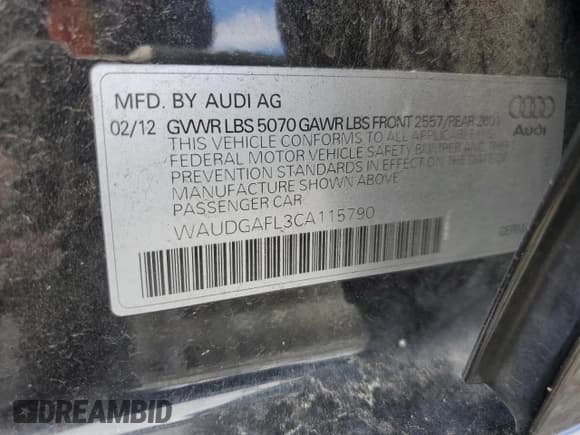 MFD. BY AUDI AG
02/12 GVWR LBS 5070 GAWR LBS FRONT 2557/REAR
Audi
THIS VEHICLE CONFORMS TO ALL APPLICABLE
FEDERAL MOTOR VEHICLE SAFETY BUMPER AND THEFT
PREVENTION STANDARDS IN EFFECT ON THE DATE OF
MANUFACTURE SHOWN ABOVE
PASSENGER CAR
WAUDGAFL3CA115790
DREAMBID